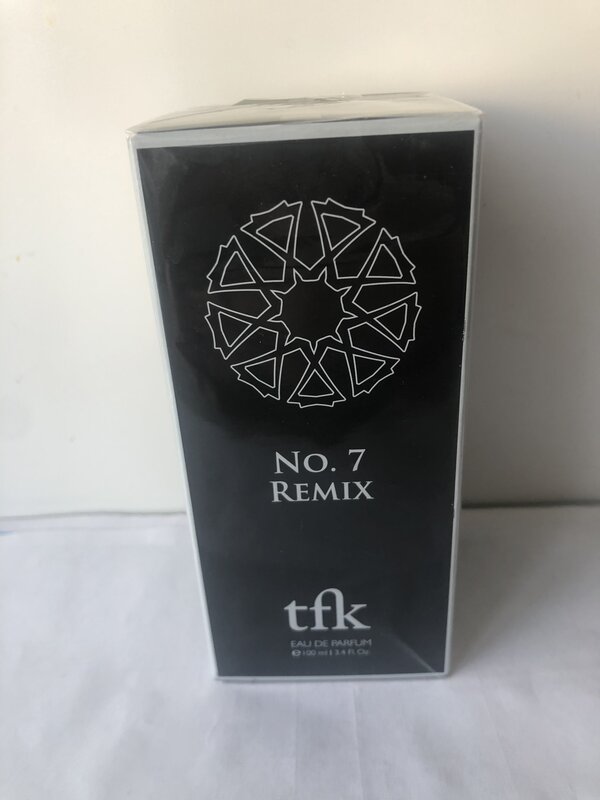 No. 7
Remix
tfk
EAU DE PARFUM
℮100 ml | 3.4 Fl. Oz.